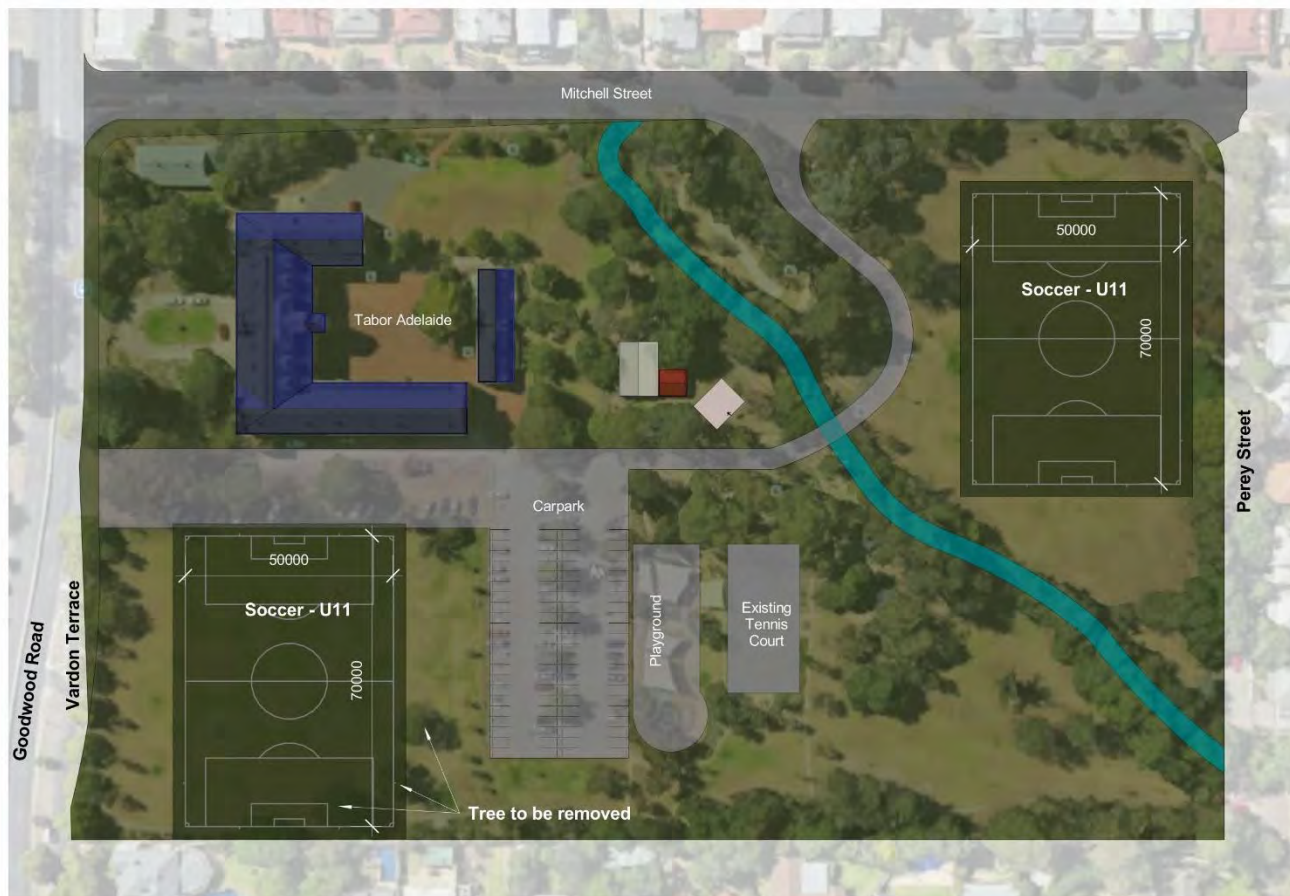 Mitchell Street
50000
Soccer - U11
70000
Tabor Adelaide
Perey Street
Carpark
50000
Soccer - U11
70000
Playground
Existing
Tennis
Court
Vardon Terrace
Goodwood Road
Tree to be removed